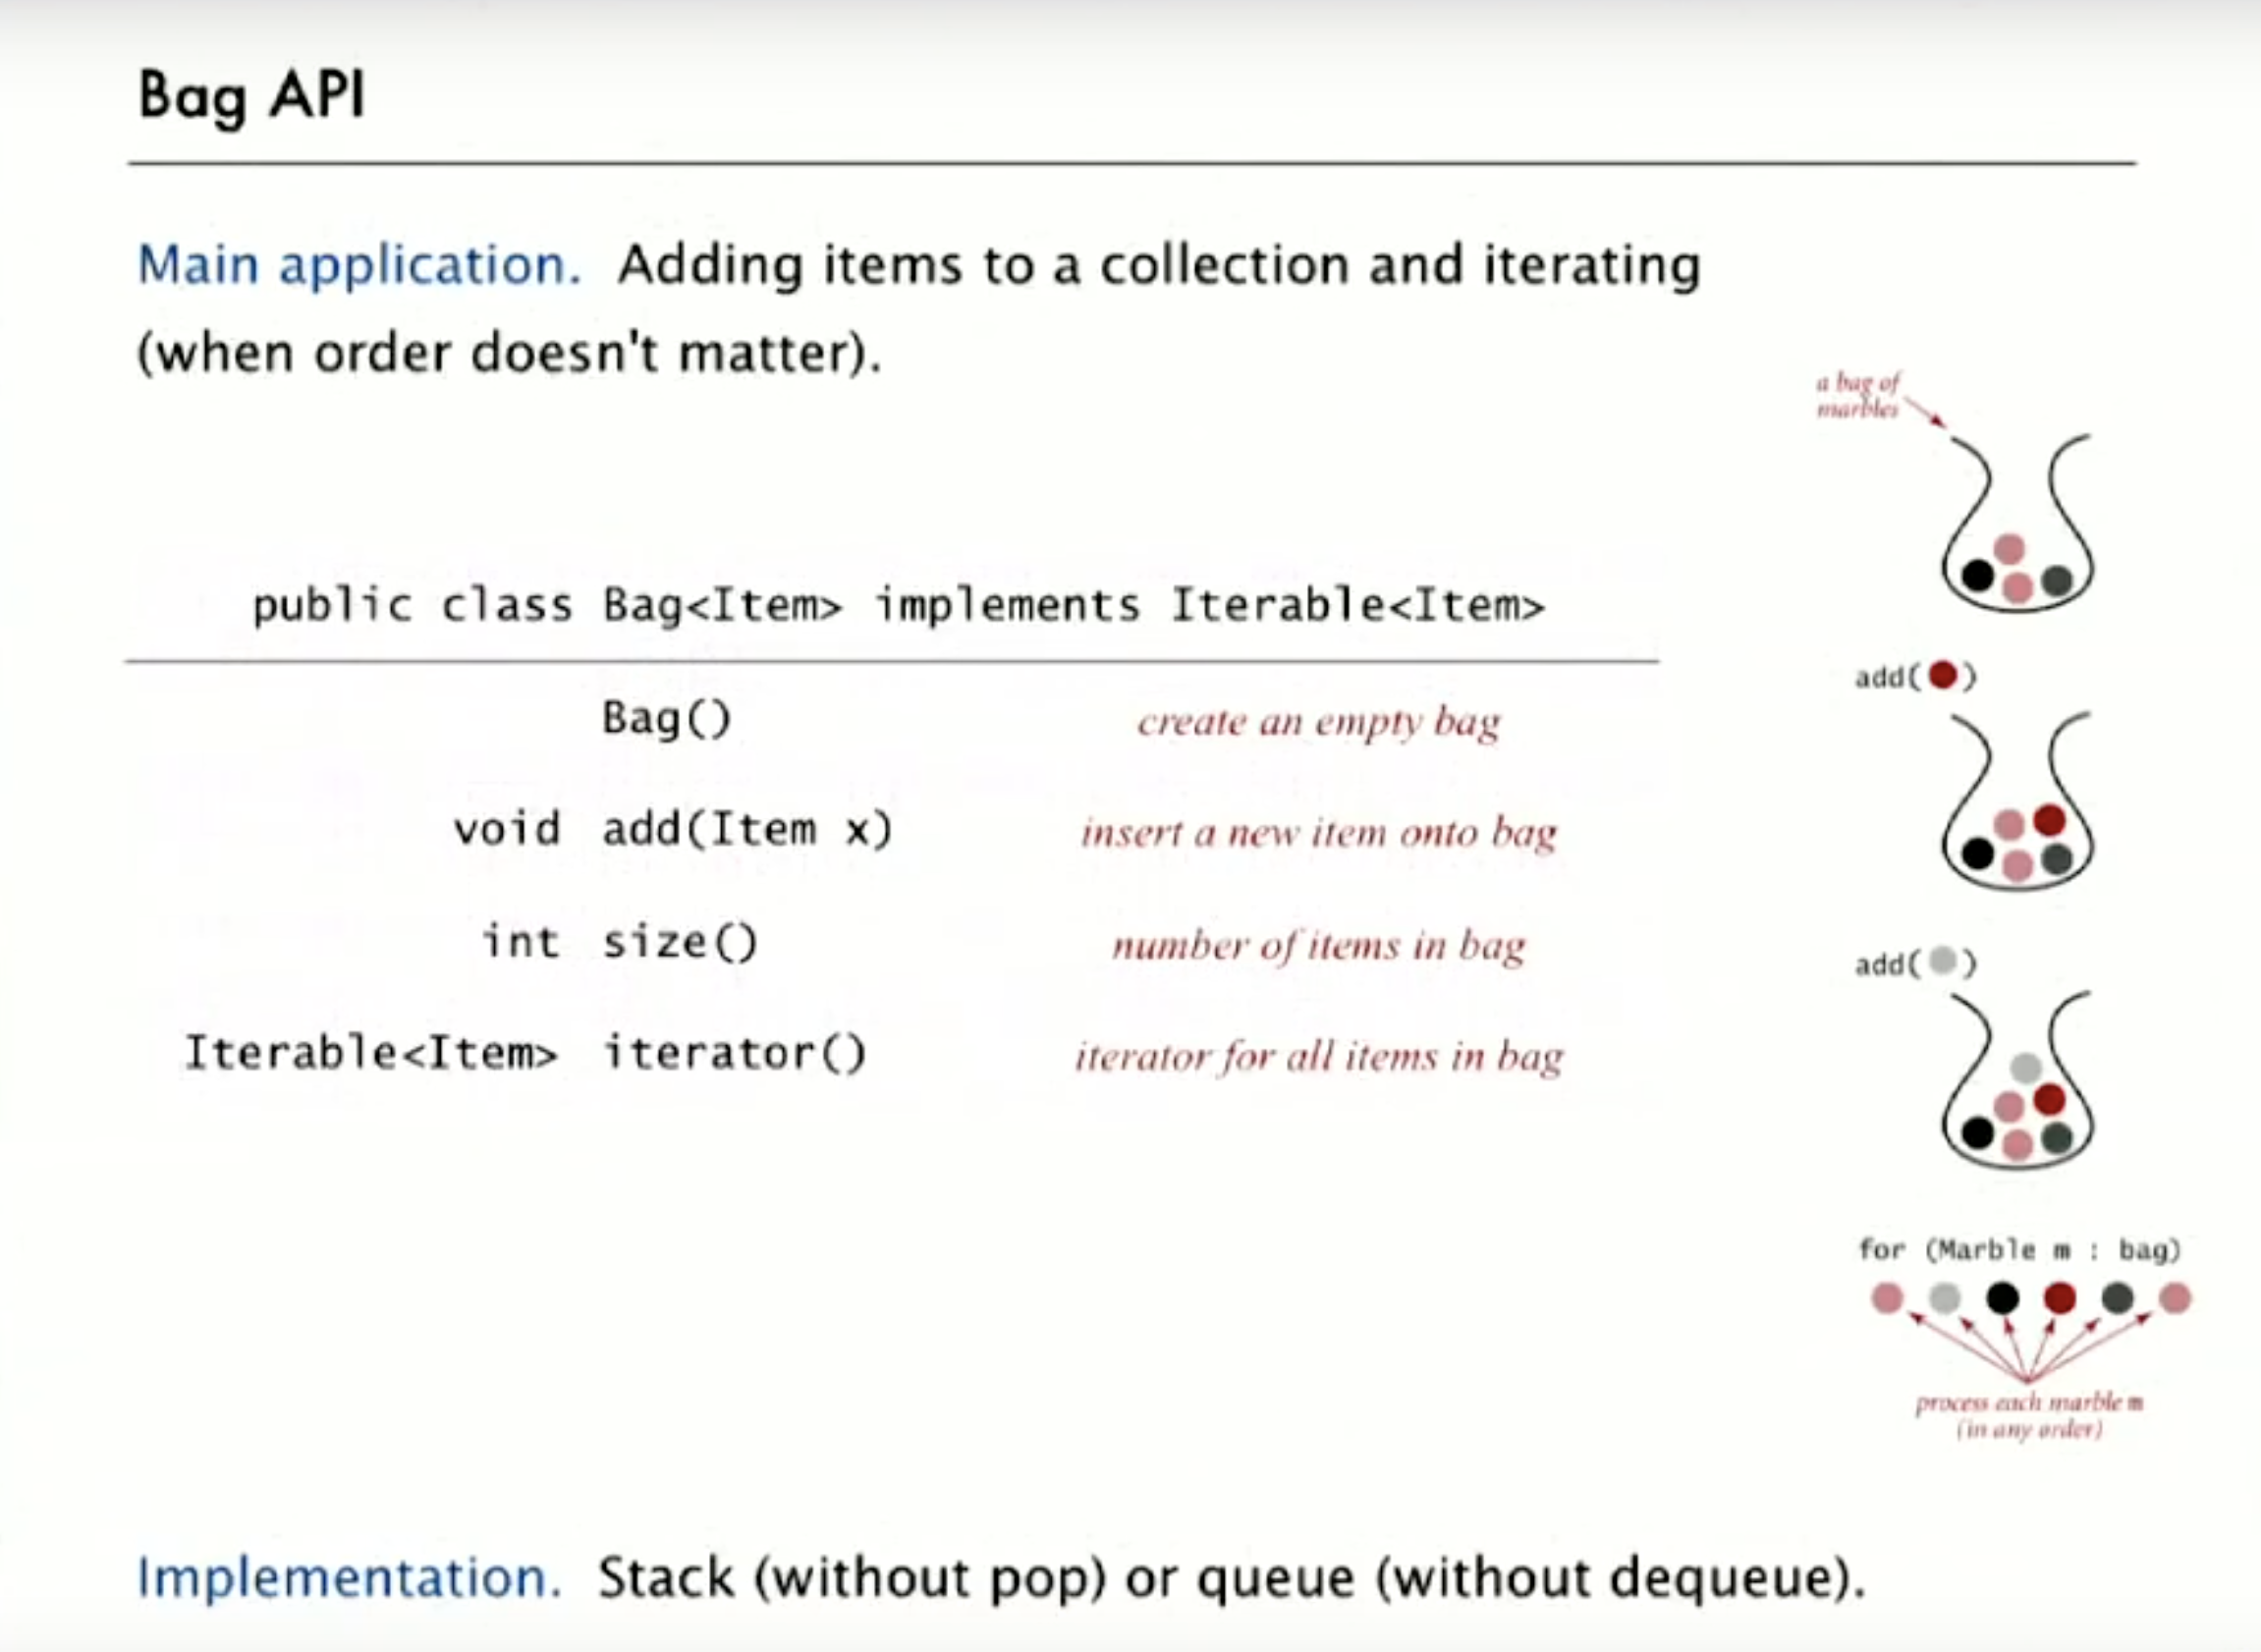 Bag API
Main application. Adding items to a collection and iterating
(when order doesn't matter).
public class Bag<Item> implements Iterable<Item>
Bag() create an empty bag
void add(Item x) insert a new item onto bag
int size() number of items in bag
Iterable<Item> iterator() iterator for all items in bag
a bag of
marbles
add( )
add( )
for (Marble m : bag)
process each marble m
(in any order)
Implementation. Stack (without pop) or queue (without dequeue).